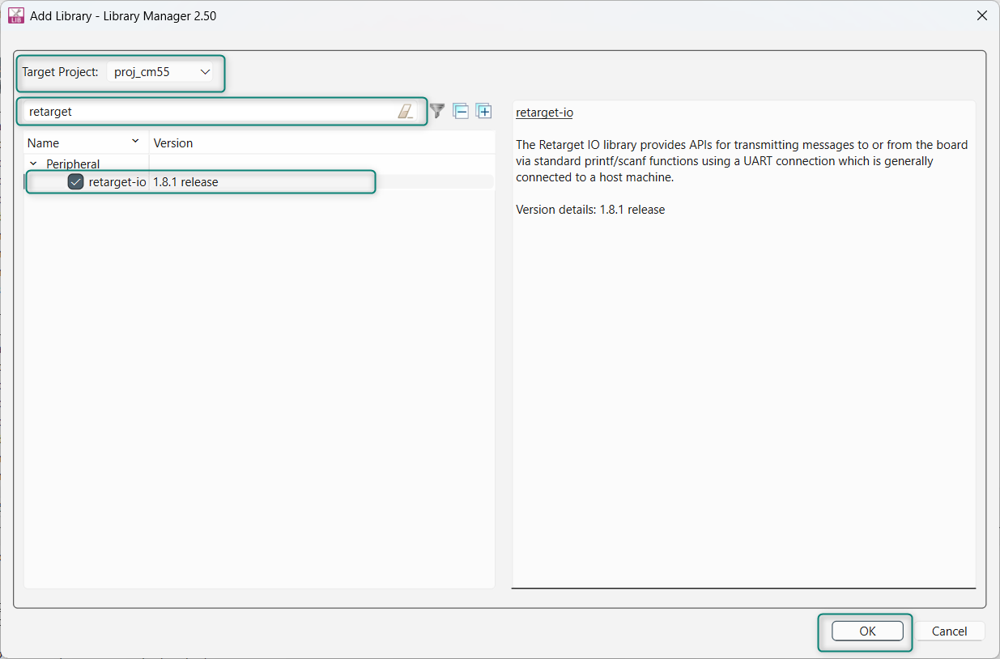 LIB
Add Library - Library Manager 2.50
Target Project: proj_cm55
retarget
Name Version
Peripheral
retarget-io 1.8.1 release
retarget-io
The Retarget IO library provides APIs for transmitting messages to or from the board
via standard printf/scanf functions using a UART connection which is generally
connected to a host machine.
Version details: 1.8.1 release
OK Cancel